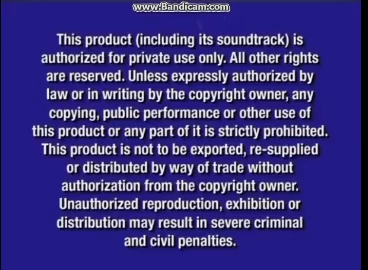 www.Bandicam.com
This product (including its soundtrack) is
authorized for private use only. All other rights
are reserved. Unless expressly authorized by
law or in writing by the copyright owner, any
copying, public performance or other use of
this product or any part of it is strictly prohibited.
This product is not to be exported, re-supplied
or distributed by way of trade without
authorization from the copyright owner.
Unauthorized reproduction, exhibition or
distribution may result in severe criminal
and civil penalties.